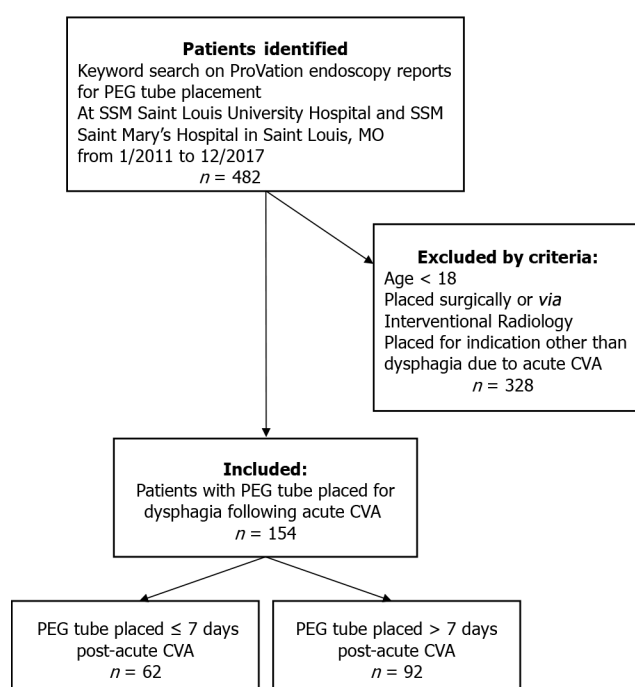 Patients identified
Keyword search on ProVation endoscopy reports
for PEG tube placement
At SSM Saint Louis University Hospital and SSM
Saint Mary's Hospital in Saint Louis, MO
from 1/2011 to 12/2017
n = 482
Excluded by criteria:
Age < 18
Placed surgically or via
Interventional Radiology
Placed for indication other than
dysphagia due to acute CVA
n = 328
Included:
Patients with PEG tube placed for
dysphagia following acute CVA
n = 154
PEG tube placed ≤ 7 days
post-acute CVA
n = 62
PEG tube placed > 7 days
post-acute CVA
n = 92